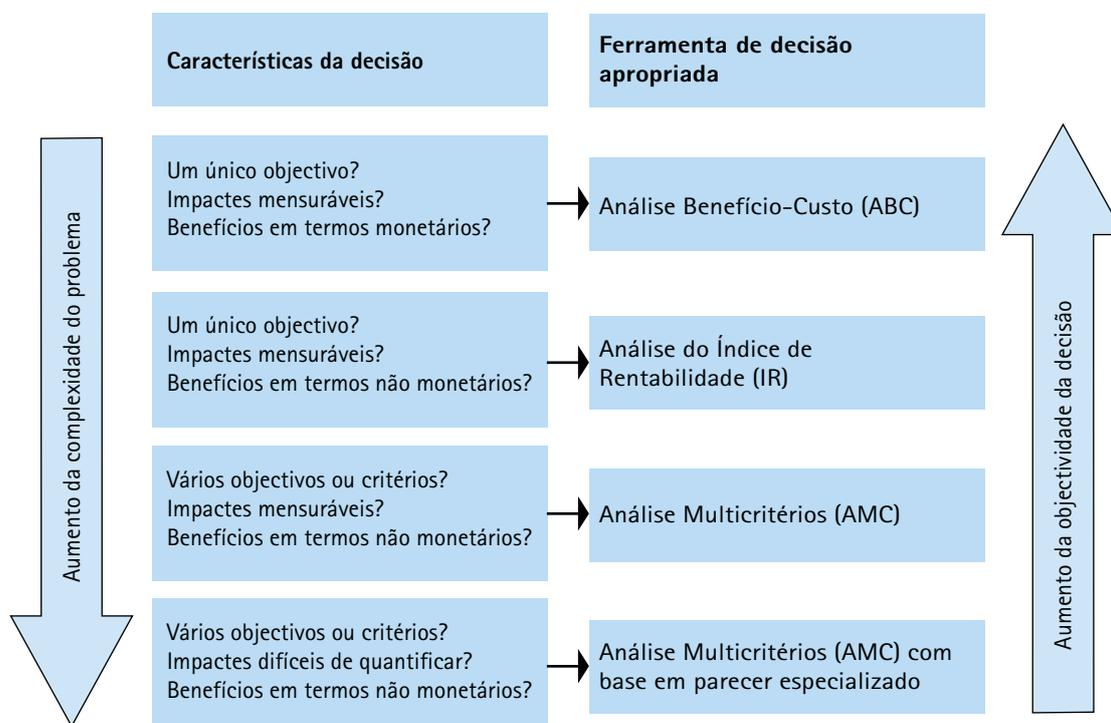 Características da decisão
Ferramenta de decisão
apropriada
Aumento da complexidade do problema
Um único objectivo?
Impactes mensuráveis?
Benefícios em termos monetários?
Análise Benefício-Custo (ABC)
Um único objectivo?
Impactes mensuráveis?
Benefícios em termos não monetários?
Análise do Índice de
Rentabilidade (IR)
Vários objectivos ou critérios?
Impactes mensuráveis?
Benefícios em termos não monetários?
Análise Multicritérios (AMC)
Vários objectivos ou critérios?
Impactes difíceis de quantificar?
Benefícios em termos não monetários?
Análise Multicritérios (AMC) com
base em parecer especializado
Aumento da objectividade da decisão